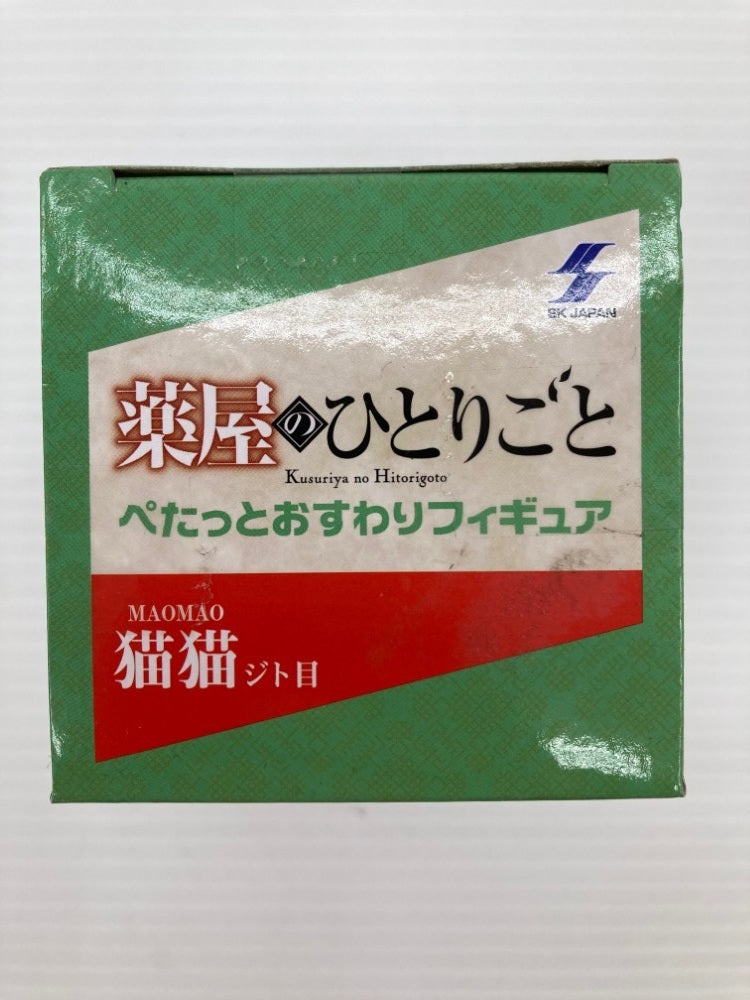 SK JAPAN
薬屋のひとりごと
Kusuriya no Hitorigoto
ぺたっとおすわりフィギュア
MAOMAO
猫猫 ジト目